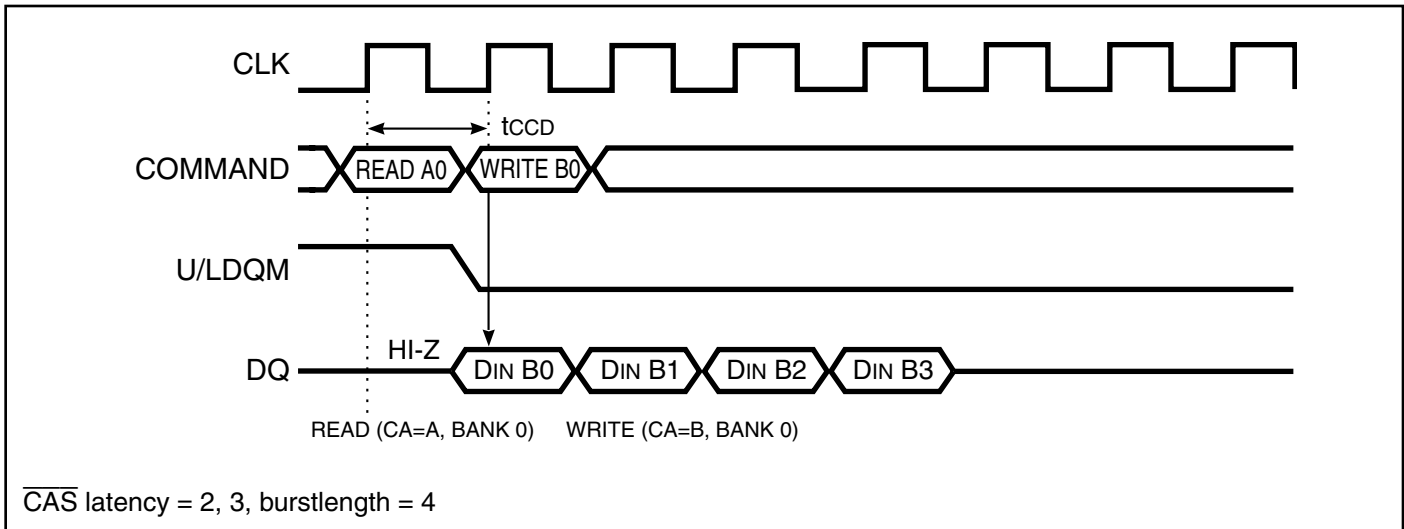 CLK
tCCD
COMMAND READ A0 WRITE B0
U/LDQM
HI-Z
DQ DIN B0 DIN B1 DIN B2 DIN B3
READ (CA=A, BANK 0) WRITE (CA=B, BANK 0)
CAS latency = 2, 3, burstlength = 4